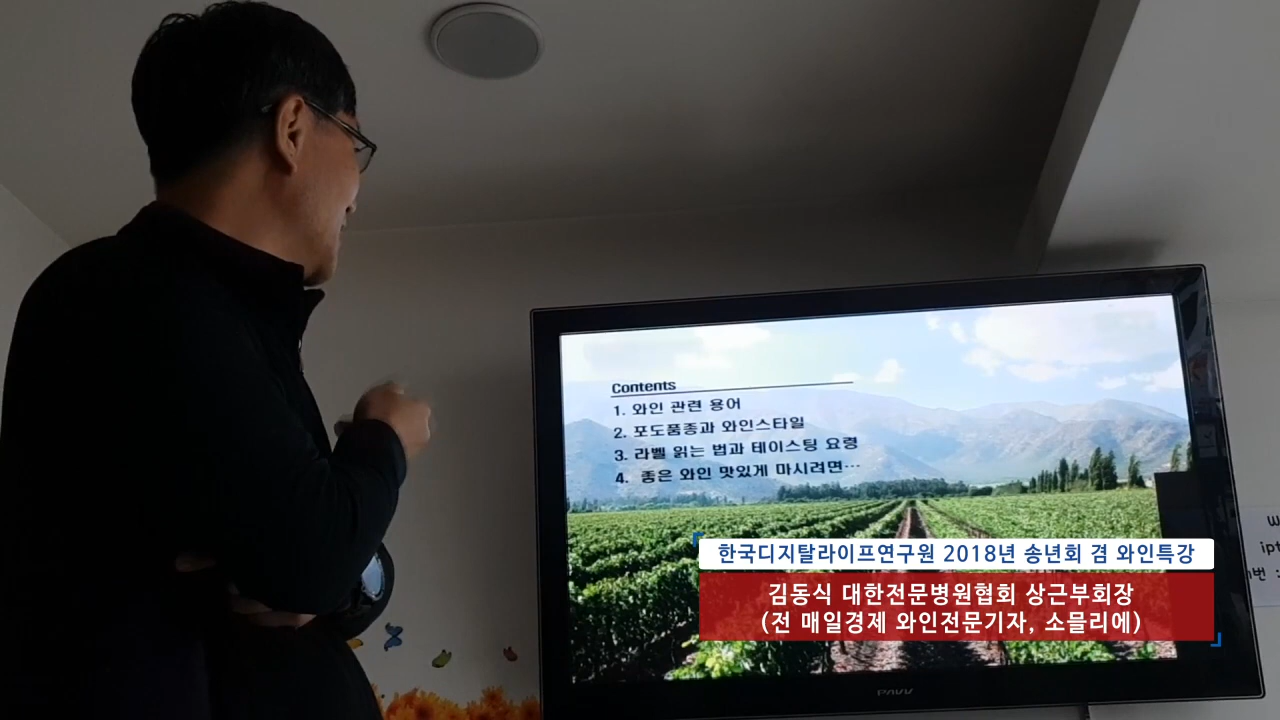 Contents
1. 와인 관련 용어
2. 포도품종과 와인스타일
3. 라벨 읽는 법과 테이스팅 요령
4. 좋은 와인 맛있게 마시려면…
한국디지탈라이프연구원 2018년 송년회 겸 와인특강
김동식 대한전문병원협회 상근부회장
(전 매일경제 와인전문기자, 소믈리에)
PAVV
ipt